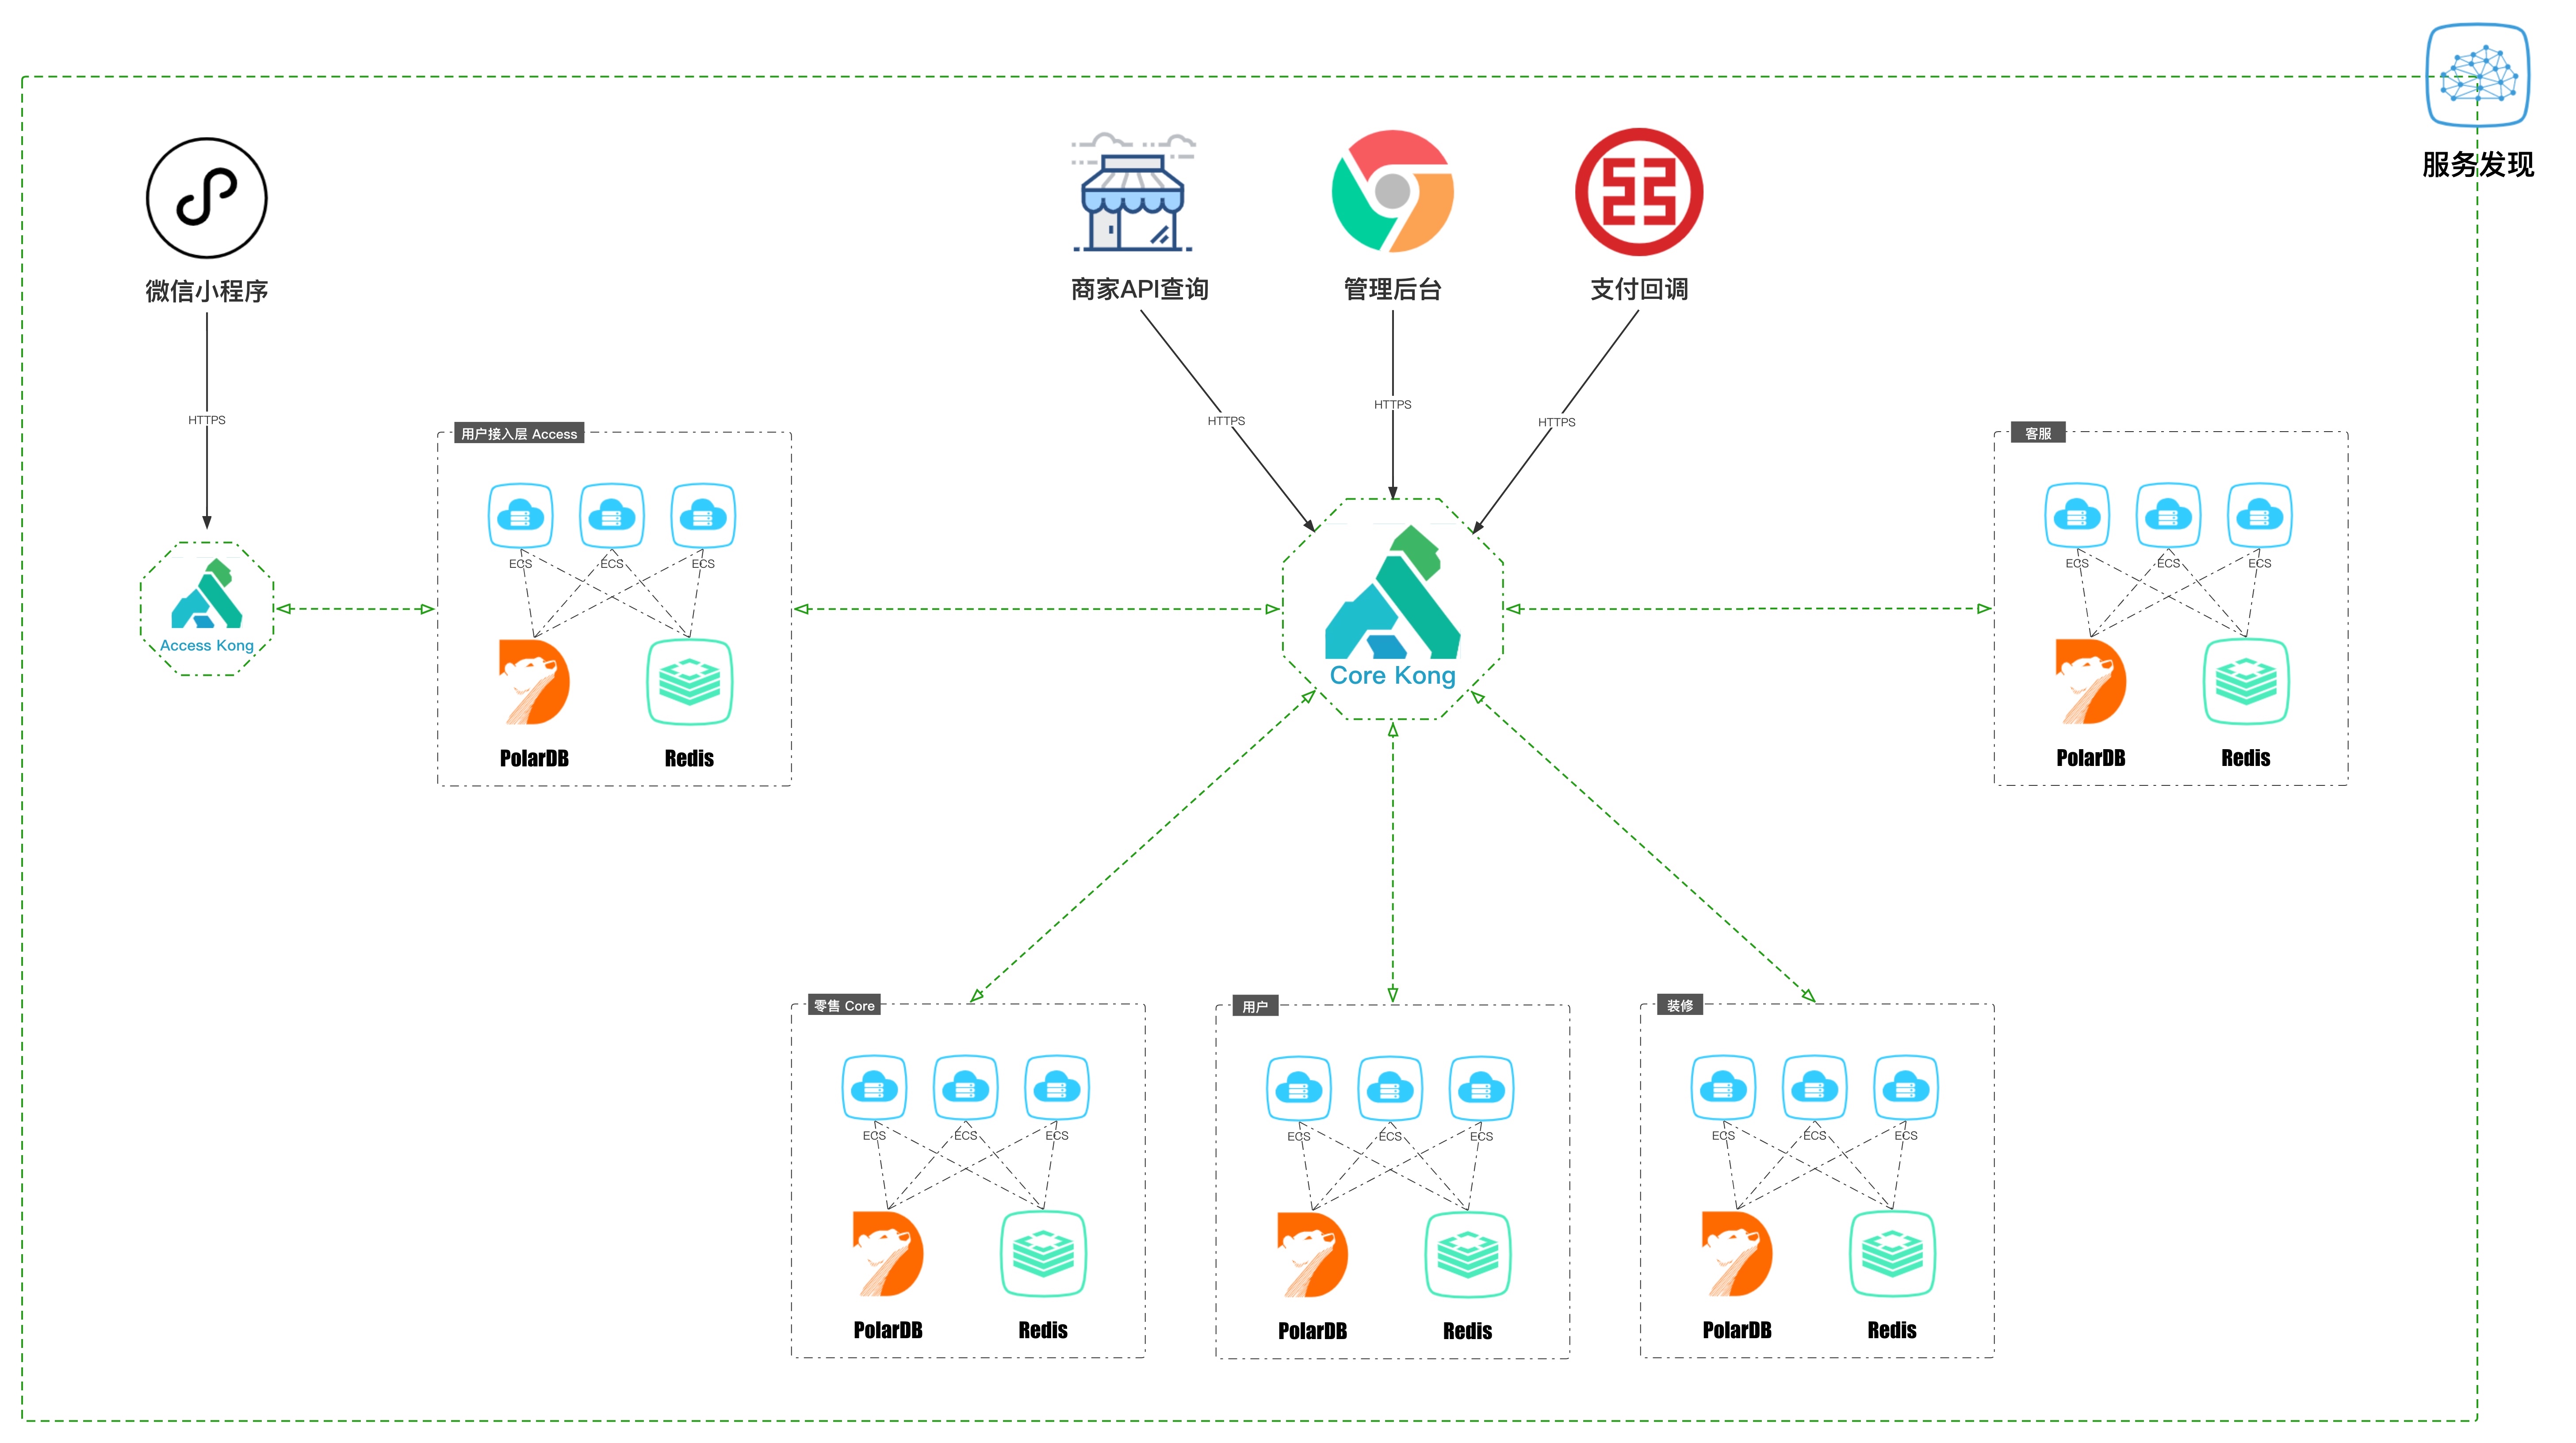 服务发现
微信小程序
商家API查询
管理后台
支付回调
HTTPS
HTTPS
HTTPS
HTTPS
用户接入层 Access
ECS
ECS
ECS
PolarDB
Redis
Access Kong
Core Kong
客服
ECS
ECS
ECS
PolarDB
Redis
零售 Core
ECS
ECS
ECS
PolarDB
Redis
用户
ECS
ECS
ECS
PolarDB
Redis
装修
ECS
ECS
ECS
PolarDB
Redis